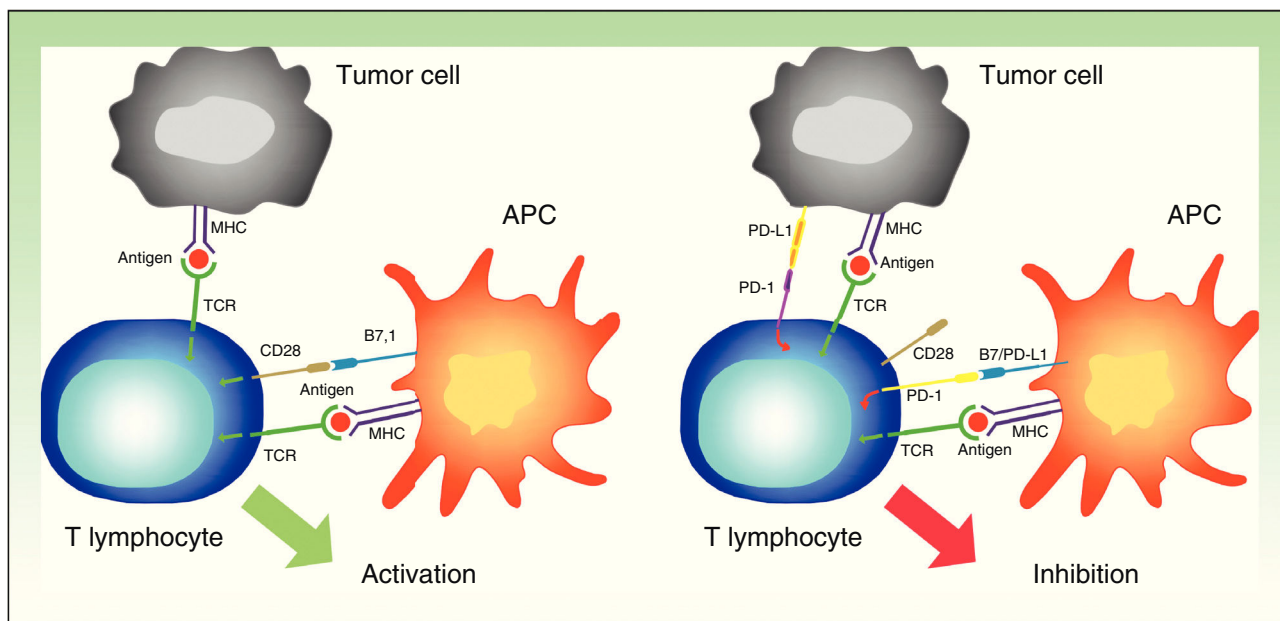 Tumor cell
APC
MHC
Antigen
TCR
CD28
B7,1
Antigen
MHC
TCR
T lymphocyte
Activation
Tumor cell
APC
PD-L1
MHC
Antigen
PD-1
TCR
CD28
B7/PD-L1
PD-1
MHC
TCR
Antigen
T lymphocyte
Inhibition